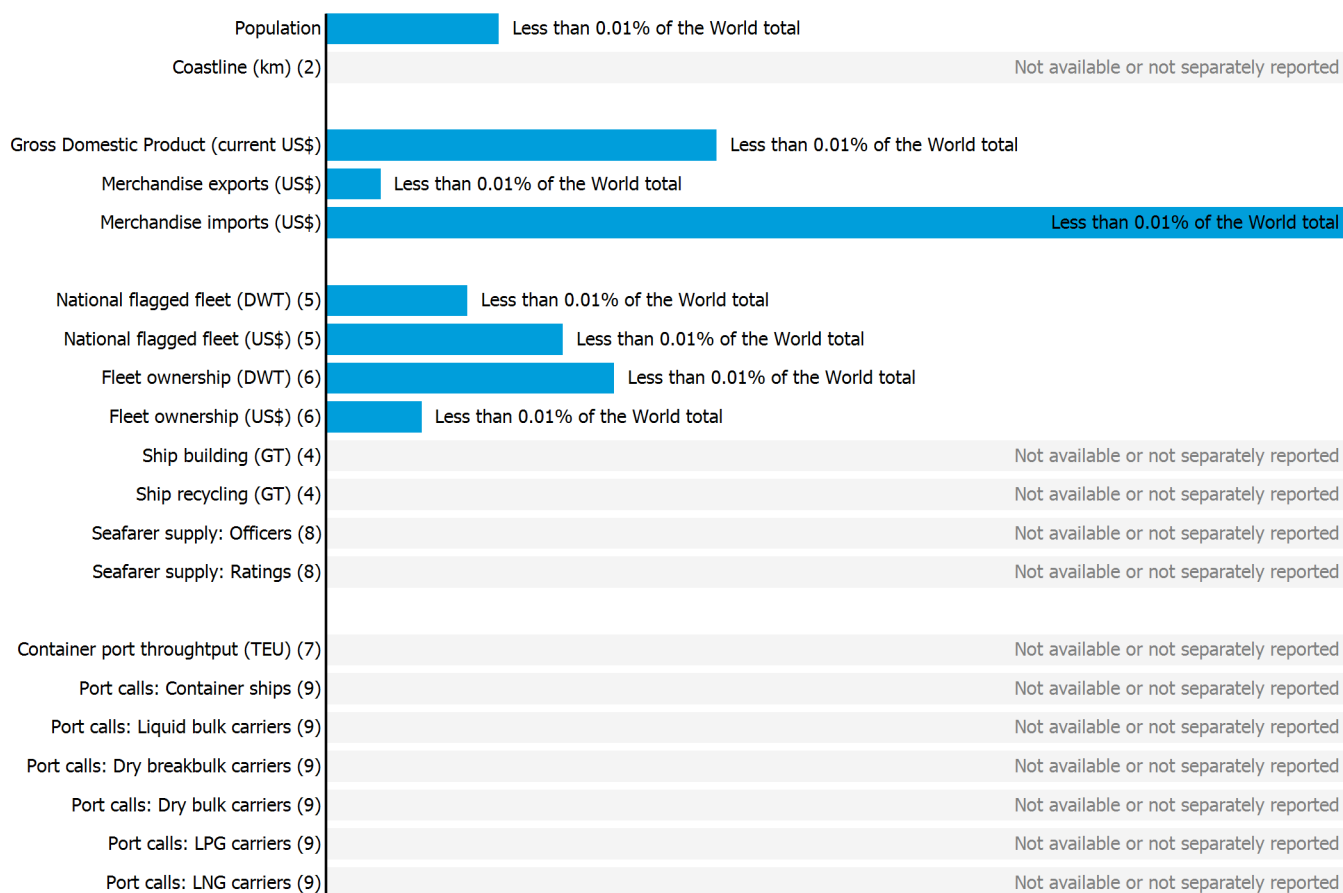 Population Less than 0.01% of the World total
Coastline (km) (2) Not available or not separately reported
Gross Domestic Product (current US$) Less than 0.01% of the World total
Merchandise exports (US$) Less than 0.01% of the World total
Merchandise imports (US$) Less than 0.01% of the World total
National flagged fleet (DWT) (5) Less than 0.01% of the World total
National flagged fleet (US$) (5) Less than 0.01% of the World total
Fleet ownership (DWT) (6) Less than 0.01% of the World total
Fleet ownership (US$) (6) Less than 0.01% of the World total
Ship building (GT) (4) Not available or not separately reported
Ship recycling (GT) (4) Not available or not separately reported
Seafarer supply: Officers (8) Not available or not separately reported
Seafarer supply: Ratings (8) Not available or not separately reported
Container port throughtput (TEU) (7) Not available or not separately reported
Port calls: Container ships (9) Not available or not separately reported
Port calls: Liquid bulk carriers (9) Not available or not separately reported
Port calls: Dry breakbulk carriers (9) Not available or not separately reported
Port calls: Dry bulk carriers (9) Not available or not separately reported
Port calls: LPG carriers (9) Not available or not separately reported
Port calls: LNG carriers (9) Not available or not separately reported